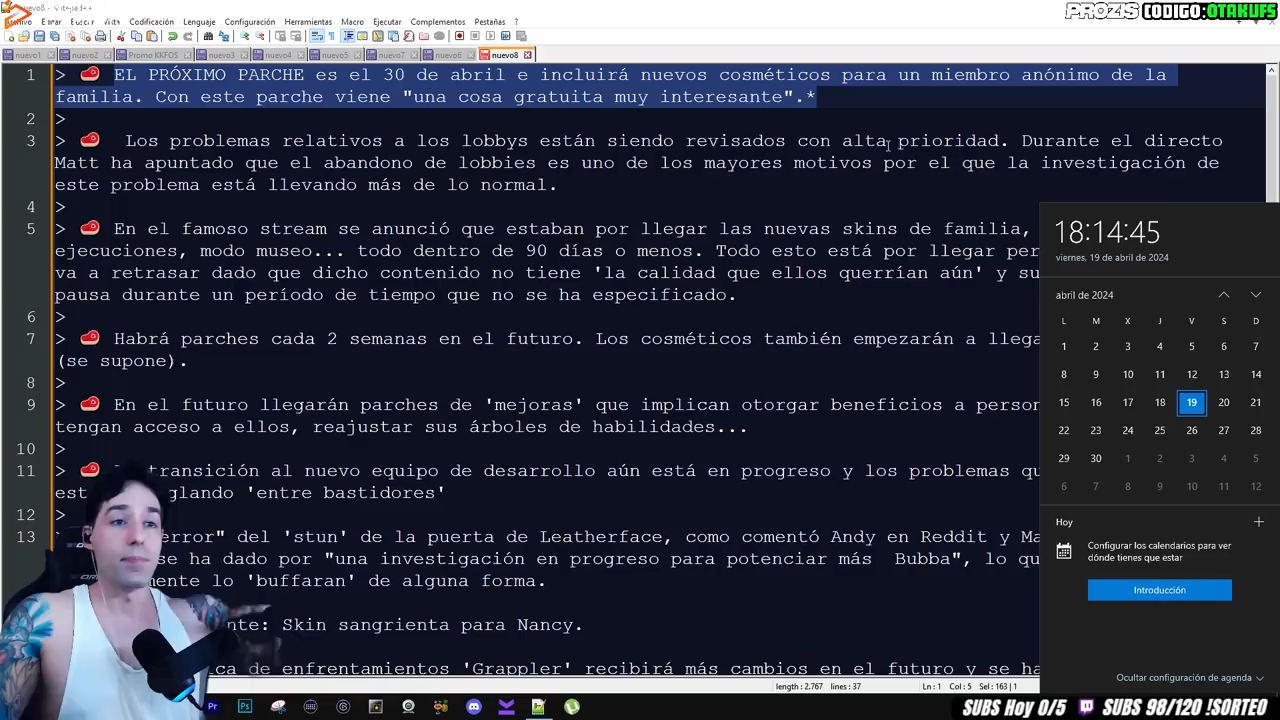 nuevo8 - Notepad++
PROZIS CODIGO:OTAKUFS
Archivo Editar Buscar Vista Codificación Lenguaje Configuración Herramientas Macro Ejecutar Complementos Pestañas ?
nuevo1 nuevo2 Promo KKFOS nuevo3 nuevo4 nuevo5 nuevo7 nuevo6 nuevo8
1 > 🥩 EL PRÓXIMO PARCHE es el 30 de abril e incluirá nuevos cosméticos para un miembro anónimo de la
familia. Con este parche viene "una cosa gratuita muy interesante".*
2 >
3 > 🥩 Los problemas relativos a los lobbys están siendo revisados con alta prioridad. Durante el directo
Matt ha apuntado que el abandono de lobbies es uno de los mayores motivos por el que la investigación de
este problema está llevando más de lo normal.
4 >
5 > 🥩 En el famoso stream se anunció que estaban por llegar las nuevas skins de familia,
ejecuciones, modo museo... todo dentro de 90 días o menos. Todo esto está por llegar
va a retrasar dado que dicho contenido no tiene 'la calidad que ellos querrían aún' y
pausa durante un período de tiempo que no se ha especificado.
6 >
7 > 🥩 Habrá parches cada 2 semanas en el futuro. Los cosméticos también empezarán a
(se supone).
8 >
9 > 🥩 En el futuro llegarán parches de 'mejoras' que implican otorgar beneficios a
tengan acceso a ellos, reajustar sus árboles de habilidades...
10 >
11 > 🥩 transición al nuevo equipo de desarrollo aún está en progreso y los problemas
glando 'entre bastidores'
12 >
13 error" del 'stun' de la puerta de Leatherface, como comentó Andy en Reddit y
se ha dado por "una investigación en progreso para potenciar más Bubba", lo
mente lo 'buffaran' de alguna forma.
nte: Skin sangrienta para Nancy.
ca de enfrentamientos 'Grappler' recibirá más cambios en el futuro y se
18:14:45
viernes, 19 de abril de 2024
abril de 2024
L M X J V S D
1 2 3 4 5 6 7
8 9 10 11 12 13 14
15 16 17 18 19 20 21
22 23 24 25 26 27 28
29 30 1 2 3 4 5
6 7 8 9 10 11 12
Hoy
Configurar los calendarios para ver
dónde tienes que estar
Introducción
Ocultar configuración de agenda
length : 2.767 lines : 37 Ln : 1 Col : 5 Sel : 163 | 1
Pr Ps
SUBS Hoy 0/5 SUBS 98/120 !SORTEO